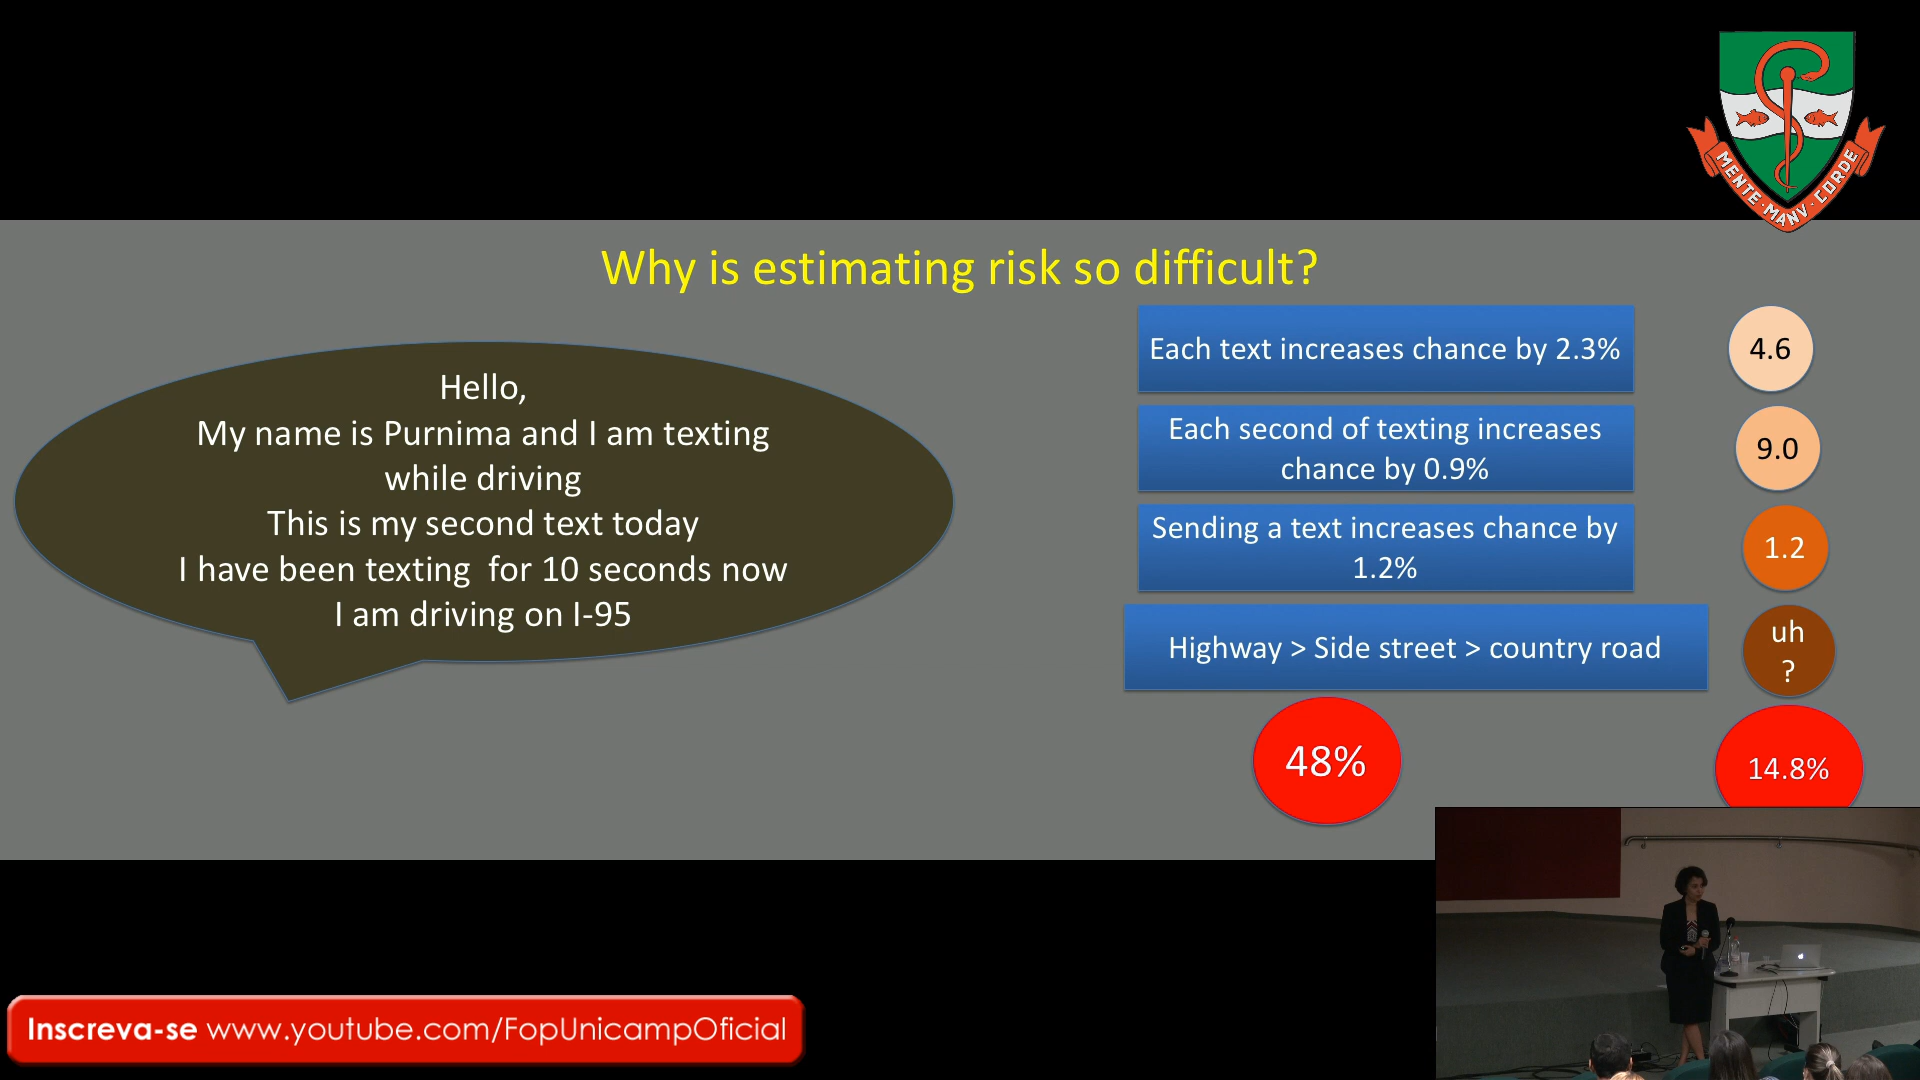 MENTE · MANV · CORDE
Why is estimating risk so difficult?
Hello,
My name is Purnima and I am texting
while driving
This is my second text today
I have been texting for 10 seconds now
I am driving on I-95
Each text increases chance by 2.3%
4.6
Each second of texting increases
chance by 0.9%
9.0
Sending a text increases chance by
1.2%
1.2
Highway > Side street > country road
uh
?
48%
14.8%
Inscreva-se www.youtube.com/FopUnicampOficial